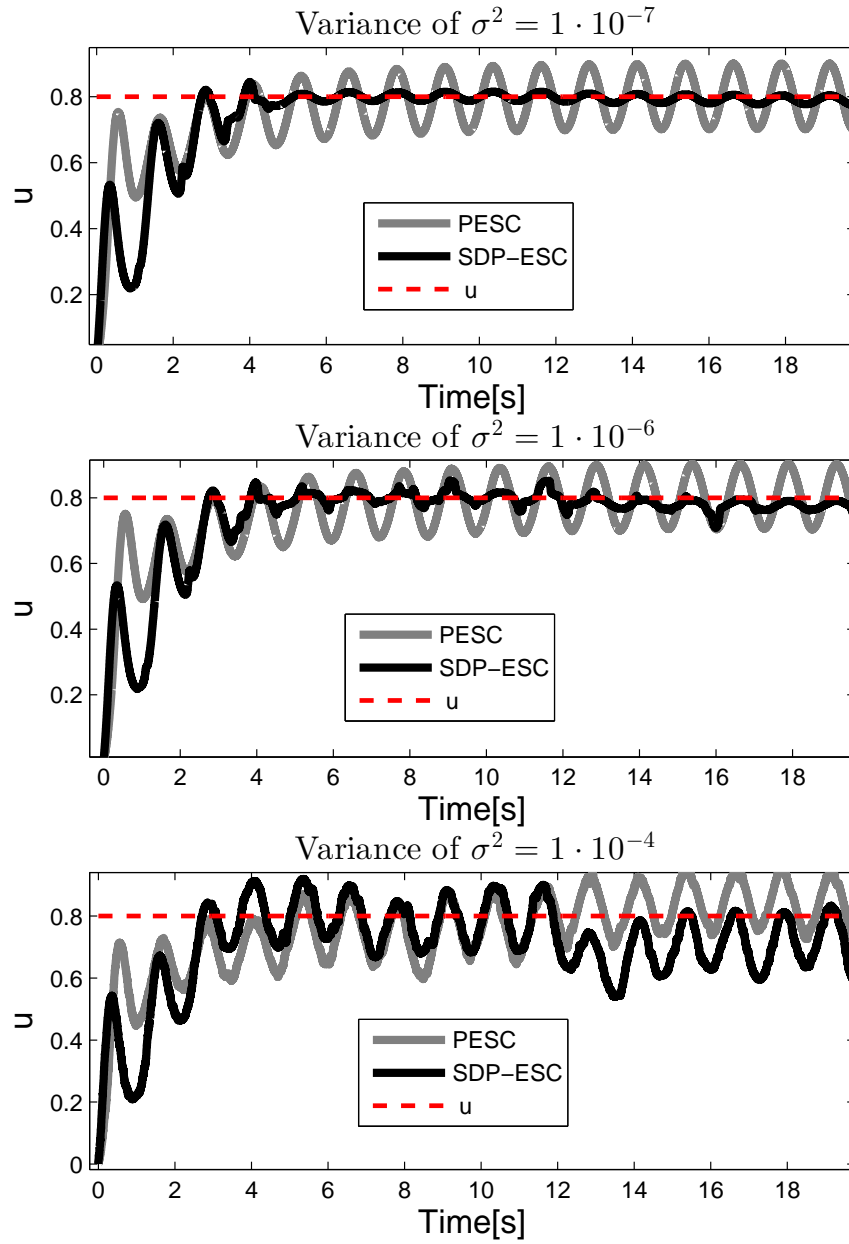 Variance of σ² = 1 · 10⁻⁷
0.8
0.6
0.4
0.2
u
PESC
SDP−ESC
u
0 2 4 6 8 10 12 14 16 18
Time[s]
Variance of σ² = 1 · 10⁻⁶
0.8
0.6
0.4
0.2
u
PESC
SDP−ESC
u
0 2 4 6 8 10 12 14 16 18
Time[s]
Variance of σ² = 1 · 10⁻⁴
0.8
0.6
0.4
0.2
0
u
PESC
SDP−ESC
u
0 2 4 6 8 10 12 14 16 18
Time[s]